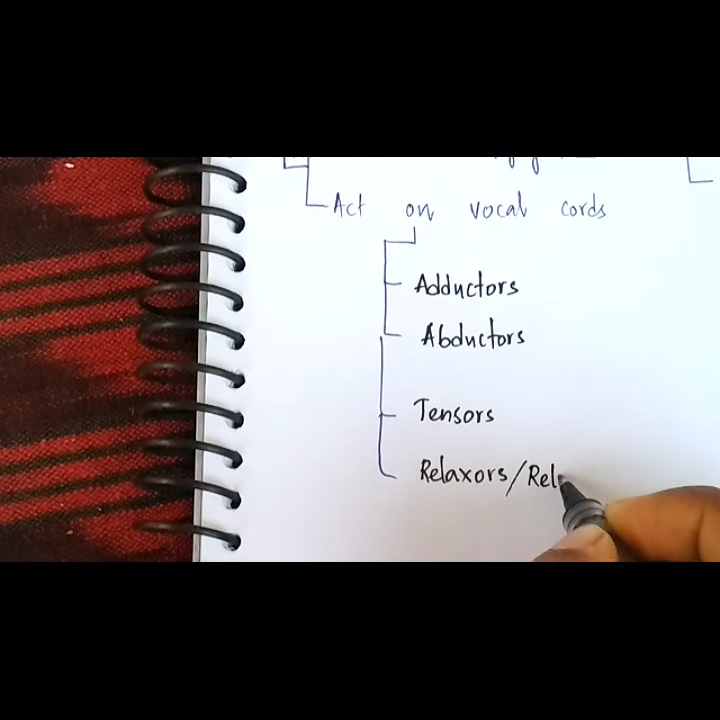 Act on vocal cords
Adductors
Abductors
Tensors
Relaxors/Rel